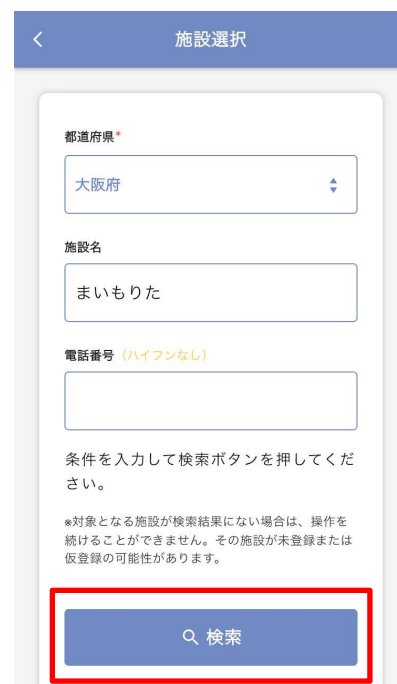 施設選択
都道府県*
大阪府
施設名
まいもりた
電話番号 (ハイフンなし)
条件を入力して検索ボタンを押してくだ
さい。
*対象となる施設が検索結果にない場合は、操作を
続けることができません。その施設が未登録または
仮登録の可能性があります。
検索